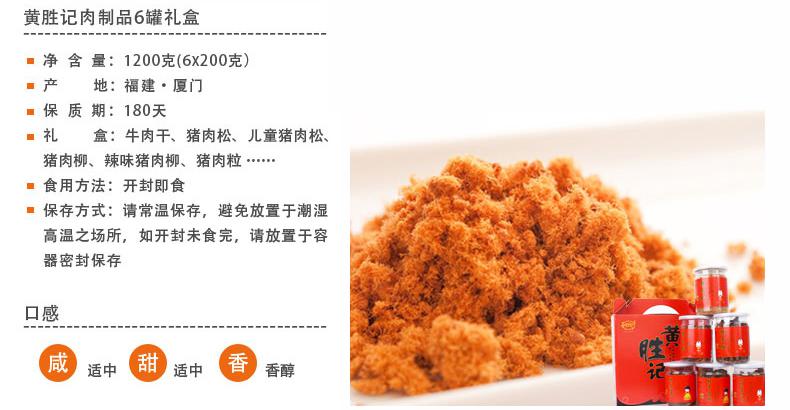 黄胜记肉制品6罐礼盒
净 含 量：1200克(6x200克)
产 地：福建·厦门
保 质 期：180天
礼 盒：牛肉干、猪肉松、儿童猪肉松、
猪肉柳、辣味猪肉柳、猪肉粒 ······
食用方法：开封即食
保存方式：请常温保存，避免放置于潮湿
高温之场所，如开封未食完，请放置于容
器密封保存
口感
咸 适中 甜 适中 香 香醇
黄
胜
记